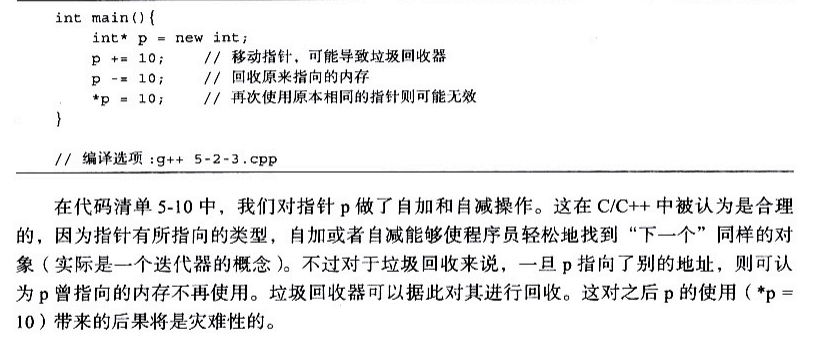 int main(){
int* p = new int;
p += 10; // 移动指针，可能导致垃圾回收器
p -= 10; // 回收原来指向的内存
*p = 10; // 再次使用原本相同的指针则可能无效
}
// 编译选项:g++ 5-2-3.cpp
在代码清单 5-10 中，我们对指针 p 做了自加和自减操作。这在 C/C++ 中被认为是合理
的，因为指针有所指向的类型，自加或者自减能够使程序员轻松地找到“下一个”同样的对
象（实际是一个迭代器的概念）。不过对于垃圾回收来说，一旦 p 指向了别的地址，则可认
为 p 曾指向的内存不再使用。垃圾回收器可以据此对其进行回收。这对之后 p 的使用（*p =
10）带来的后果将是灾难性的。